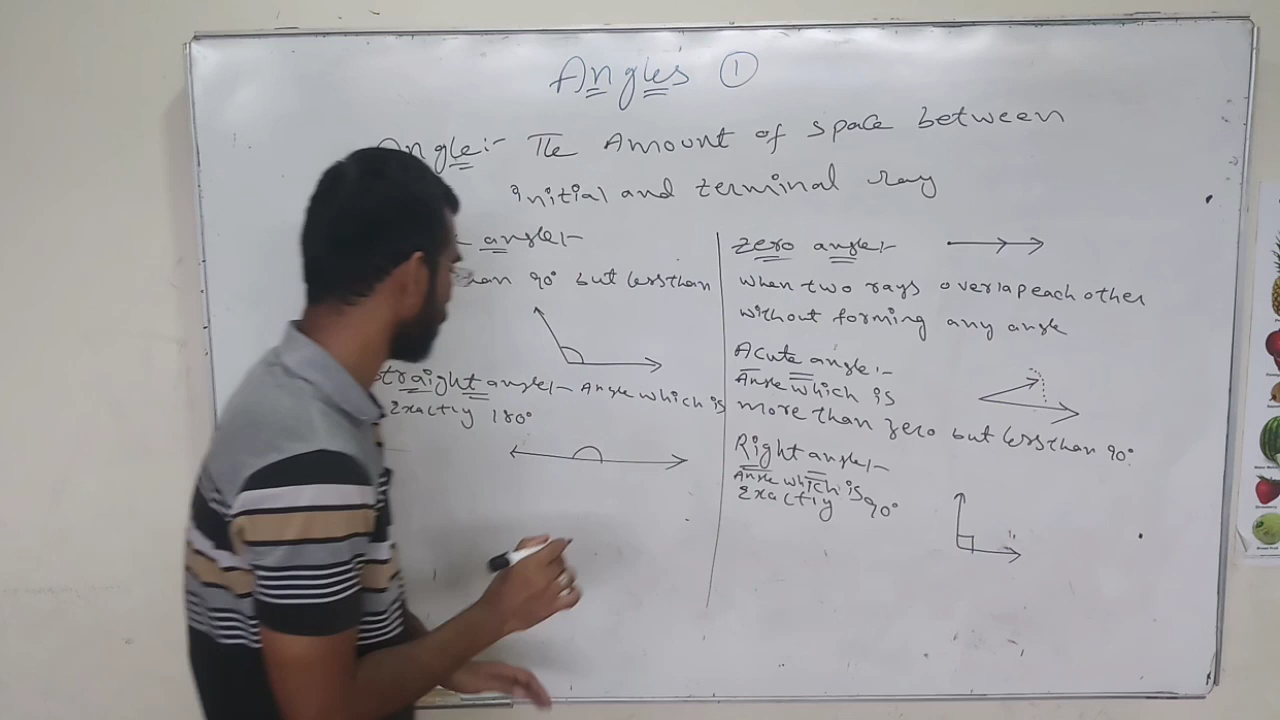 Angles ①
Angle:- The Amount of space between
initial and terminal ray
angle:-
than 90° but less than
straight angle:- Angle which is
Exactly 180°
zero angle:-
when two rays overlap each other
without forming any angle
Acute angle:-
Angle which is
more than zero but less than 90°
Right angle:-
Angle which is
Exactly 90°